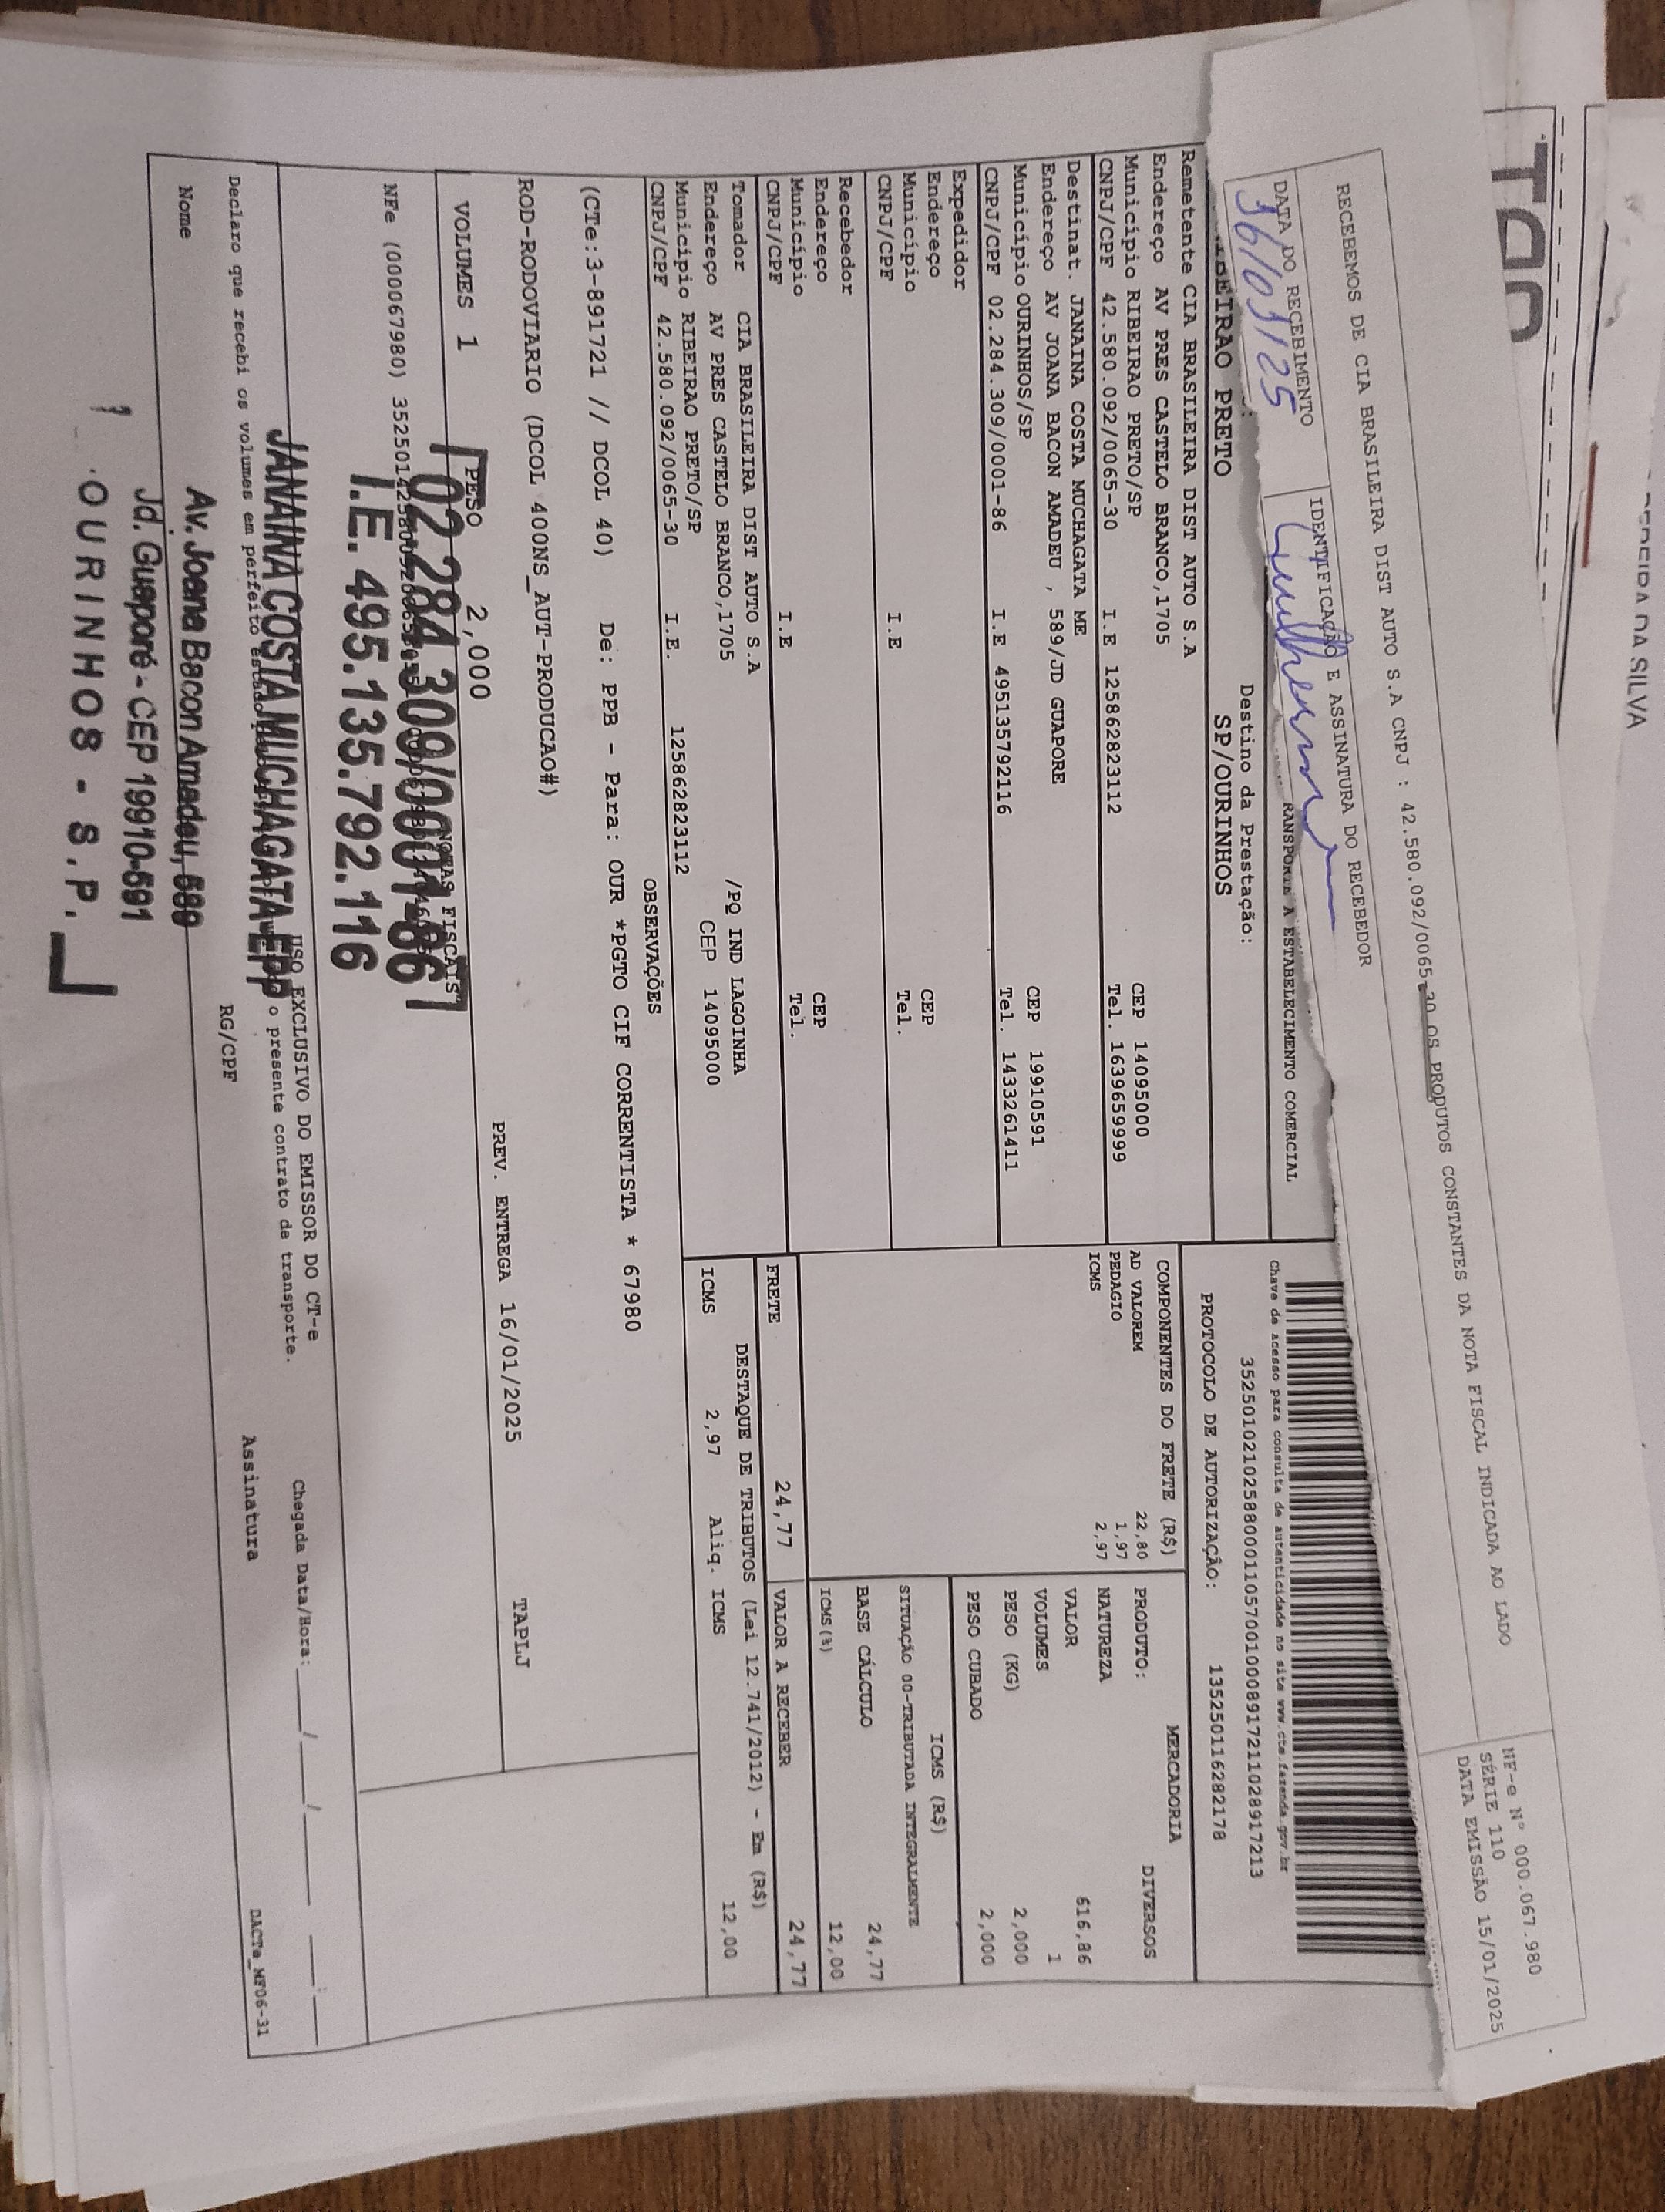 PEREIRA DA SILVA
RECEBEMOS DE CIA BRASILEIRA DIST AUTO S.A CNPJ : 42.580.092/0065-30 OS PRODUTOS CONSTANTES DA NOTA FISCAL INDICADA AO LADO
NF-e Nº 000.067.980
SÉRIE 110
DATA EMISSÃO 15/01/2025
DATA DO RECEBIMENTO
IDENTIFICAÇÃO E ASSINATURA DO RECEBEDOR
A ESTABELECIMENTO COMERCIAL
Destino da Prestação:
PRETO
SP/OURINHOS
Chave de acesso para consulta de autenticidade no site www.cte.fazenda.gov.br
PROTOCOLO DE AUTORIZAÇÃO: 135250116282178
Remetente CIA BRASILEIRA DIST AUTO S.A
Endereço AV PRES CASTELO BRANCO,1705
Município RIBEIRAO PRETO/SP CEP 14095000
CNPJ/CPF 42.580.092/0065-30 I.E 125862823112 Tel. 1639659999
Destinat. JANAINA COSTA MUCHAGATA ME
Endereço AV JOANA BACON AMADEU , 589/JD GUAPORE
Município OURINHOS/SP CEP 19910591
CNPJ/CPF 02.284.309/0001-86 I.E 495135792116 Tel. 1433261411
Expedidor
Endereço
Município CEP
CNPJ/CPF I.E Tel.
Recebedor
Endereço
Município CEP
CNPJ/CPF I.E Tel.
Tomador CIA BRASILEIRA DIST AUTO S.A
Endereço AV PRES CASTELO BRANCO,1705 /PQ IND LAGOINHA
Município RIBEIRAO PRETO/SP CEP 14095000
CNPJ/CPF 42.580.092/0065-30 I.E. 125862823112
COMPONENTES DO FRETE (R$)
AD VALOREM 22,80
PEDAGIO 1,97
ICMS 2,97
MERCADORIA
PRODUTO: DIVERSOS
NATUREZA
VALOR 616,86
VOLUMES 1
PESO (KG) 2,000
PESO CUBADO 2,000
ICMS (R$)
SITUAÇÃO 00-TRIBUTADA INTEGRALMENTE
BASE CÁLCULO 24,77
ICMS(%) 12,00
FRETE 24,77
VALOR A RECEBER 24,77
DESTAQUE DE TRIBUTOS (Lei 12.741/2012) - Em (R$)
ICMS 2,97 Aliq. ICMS 12,00
OBSERVAÇÕES
(CTe:3-891721 // DCOL 40) De: PPB - Para: OUR *PGTO CIF CORRENTISTA * 67980
ROD-RODOVIARIO (DCOL 400NS_AUT-PRODUCAO#)
PREV. ENTREGA 16/01/2025
TAPLJ
VOLUMES 1
PESO 2,000
NOTAS FISCAIS
02.284.309/0001-86
NFe (000067980)
I.E. 495.135.792.116
USO EXCLUSIVO DO EMISSOR DO CT-e
JANAINA COSTA MUCHAGATA EPP
Declaro que recebi os volumes em perfeito estado o presente contrato de transporte.
Chegada Data/Hora: ____/____/____ ____:____
Nome
RG/CPF
Assinatura
Av. Joana Bacon Amadeu, 589
Jd. Guaporé - CEP 19910-591
OURINHOS - S.P.
DACTe_MF06-31